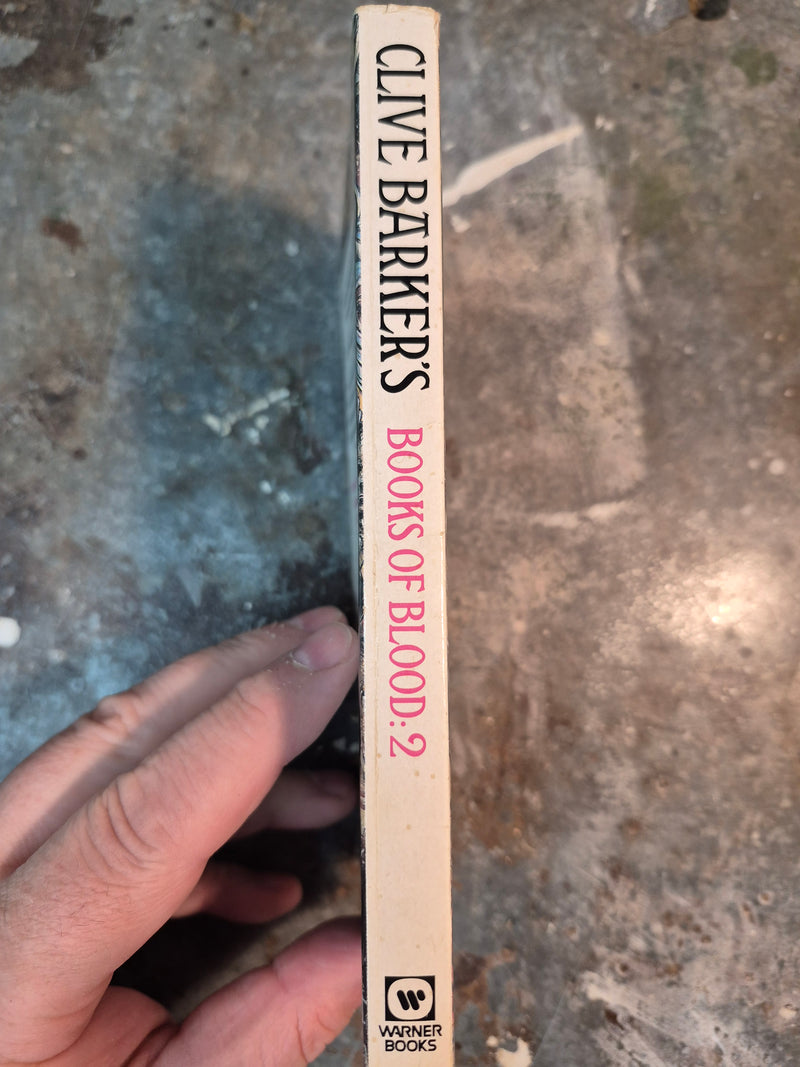 CLIVE BARKER'S
BOOKS OF BLOOD: 2
WARNER
BOOKS